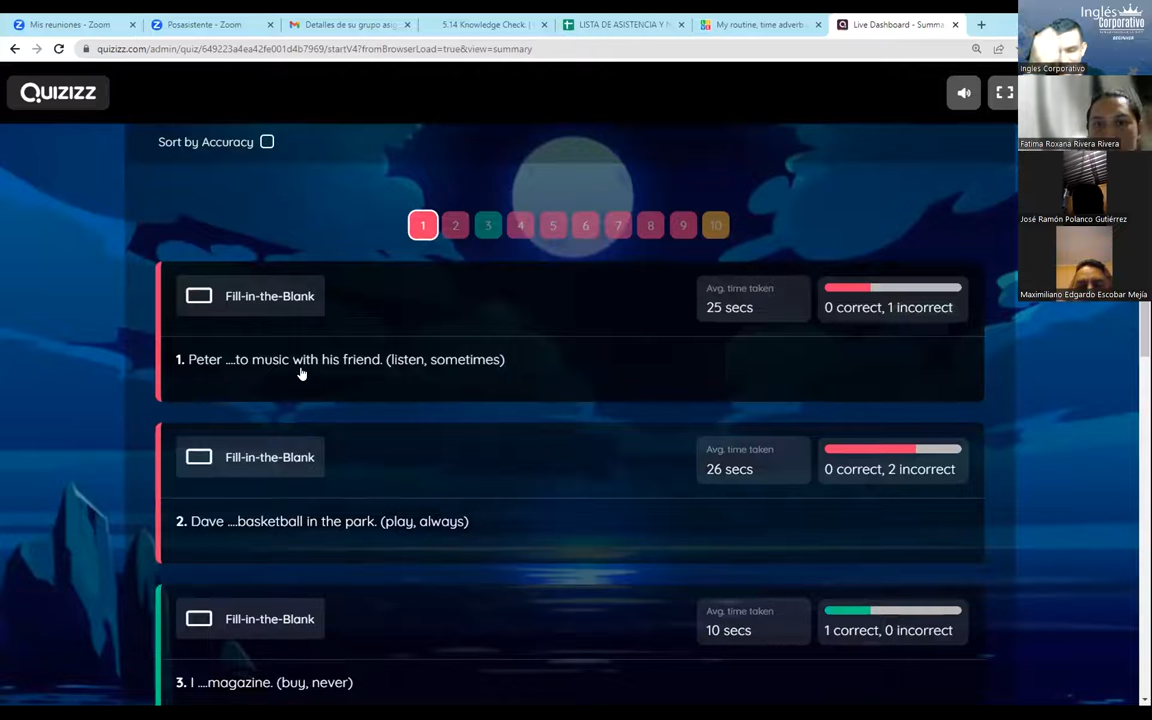 Mis reuniones - Zoom
Posasistente - Zoom
Detalles de su grupo asig
5.14 Knowledge Check. |
LISTA DE ASISTENCIA Y N
My routine, time adverb
Live Dashboard - Summa
quizizz.com/admin/quiz/649223a4ea42fe001d4b7969/startV4?fromBrowserLoad=true&view=summary
Quizizz
Sort by Accuracy
1 2 3 4 5 6 7 8 9 10
Fill-in-the-Blank
Avg. time taken
25 secs
0 correct, 1 incorrect
1. Peter ....to music with his friend. (listen, sometimes)
Fill-in-the-Blank
Avg. time taken
26 secs
0 correct, 2 incorrect
2. Dave ....basketball in the park. (play, always)
Fill-in-the-Blank
Avg. time taken
10 secs
1 correct, 0 incorrect
3. I ....magazine. (buy, never)
Inglés
Corporativo
BEGINNER
Inglés Corporativo
Fatima Roxana Rivera Rivera
José Ramón Polanco Gutiérrez
Maximiliano Edgardo Escobar Mejía